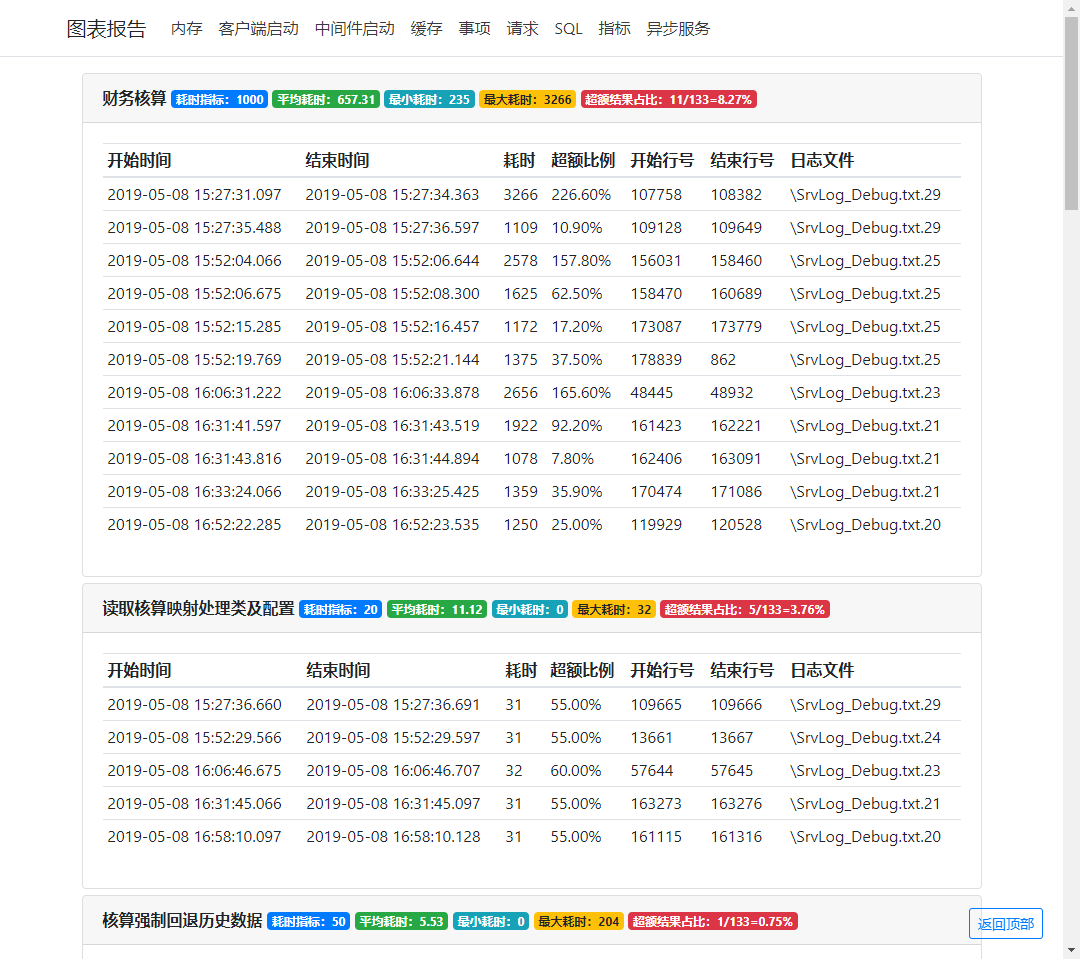 图表报告 内存 客户端启动 中间件启动 缓存 事项 请求 SQL 指标 异步服务
财务核算 耗时指标：1000 平均耗时：657.31 最小耗时：235 最大耗时：3266 超额结果占比：11/133=8.27%
开始时间 结束时间 耗时 超额比例 开始行号 结束行号 日志文件
2019-05-08 15:27:31.097 2019-05-08 15:27:34.363 3266 226.60% 107758 108382 \SrvLog_Debug.txt.29
2019-05-08 15:27:35.488 2019-05-08 15:27:36.597 1109 10.90% 109128 109649 \SrvLog_Debug.txt.29
2019-05-08 15:52:04.066 2019-05-08 15:52:06.644 2578 157.80% 156031 158460 \SrvLog_Debug.txt.25
2019-05-08 15:52:06.675 2019-05-08 15:52:08.300 1625 62.50% 158470 160689 \SrvLog_Debug.txt.25
2019-05-08 15:52:15.285 2019-05-08 15:52:16.457 1172 17.20% 173087 173779 \SrvLog_Debug.txt.25
2019-05-08 15:52:19.769 2019-05-08 15:52:21.144 1375 37.50% 178839 862 \SrvLog_Debug.txt.25
2019-05-08 16:06:31.222 2019-05-08 16:06:33.878 2656 165.60% 48445 48932 \SrvLog_Debug.txt.23
2019-05-08 16:31:41.597 2019-05-08 16:31:43.519 1922 92.20% 161423 162221 \SrvLog_Debug.txt.21
2019-05-08 16:31:43.816 2019-05-08 16:31:44.894 1078 7.80% 162406 163091 \SrvLog_Debug.txt.21
2019-05-08 16:33:24.066 2019-05-08 16:33:25.425 1359 35.90% 170474 171086 \SrvLog_Debug.txt.21
2019-05-08 16:52:22.285 2019-05-08 16:52:23.535 1250 25.00% 119929 120528 \SrvLog_Debug.txt.20
读取核算映射处理类及配置 耗时指标：20 平均耗时：11.12 最小耗时：0 最大耗时：32 超额结果占比：5/133=3.76%
开始时间 结束时间 耗时 超额比例 开始行号 结束行号 日志文件
2019-05-08 15:27:36.660 2019-05-08 15:27:36.691 31 55.00% 109665 109666 \SrvLog_Debug.txt.29
2019-05-08 15:52:29.566 2019-05-08 15:52:29.597 31 55.00% 13661 13667 \SrvLog_Debug.txt.24
2019-05-08 16:06:46.675 2019-05-08 16:06:46.707 32 60.00% 57644 57645 \SrvLog_Debug.txt.23
2019-05-08 16:31:45.066 2019-05-08 16:31:45.097 31 55.00% 163273 163276 \SrvLog_Debug.txt.21
2019-05-08 16:58:10.097 2019-05-08 16:58:10.128 31 55.00% 161115 161316 \SrvLog_Debug.txt.20
核算强制回退历史数据 耗时指标：50 平均耗时：5.53 最小耗时：0 最大耗时：204 超额结果占比：1/133=0.75%
返回顶部